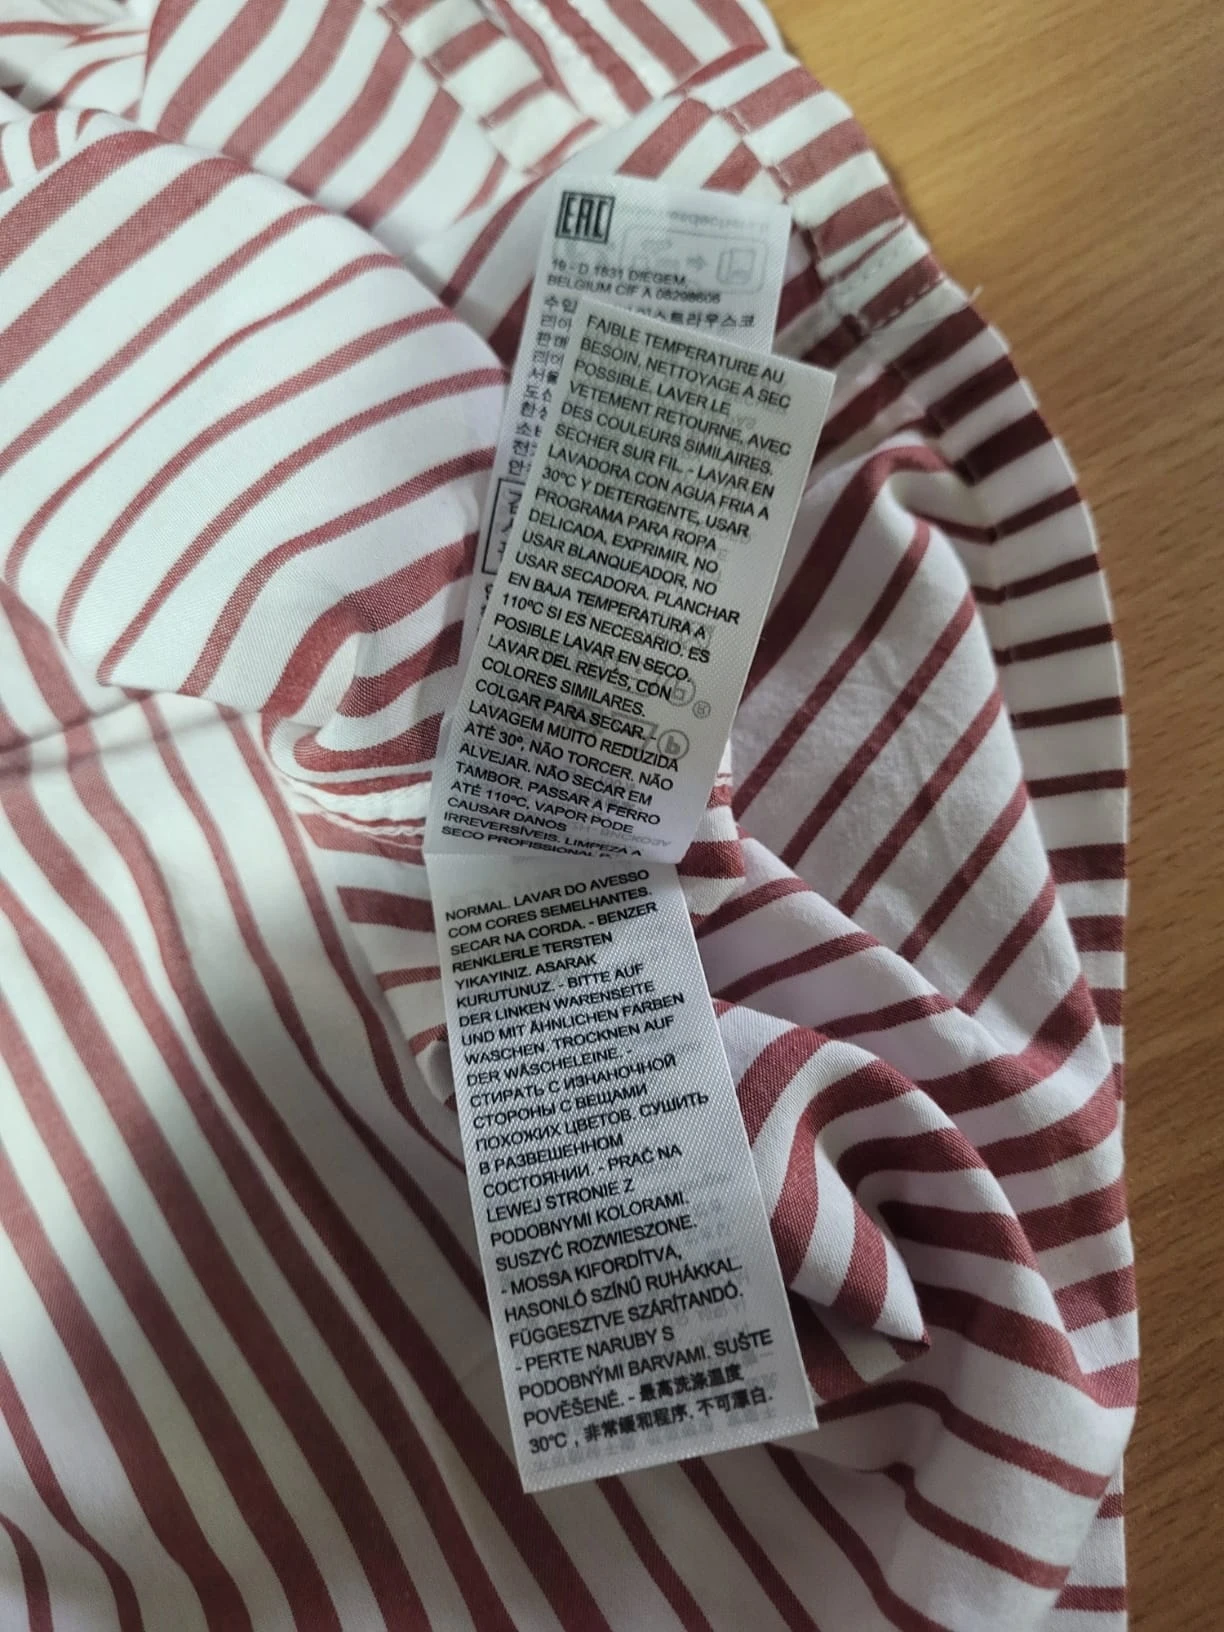 EAC
16 - D 1831 DIEGEM,
BELGIUM CIF A 08298606
수입
FAIBLE TEMPERATURE AU
BESOIN. NETTOYAGE A SEC
POSSIBLE. LAVER LE
VETEMENT RETOURNE, AVEC
DES COULEURS SIMILAIRES.
SECHER SUR FIL. - LAVAR EN
LAVADORA CON AGUA FRIA A
30ºC Y DETERGENTE, USAR
PROGRAMA PARA ROPA
DELICADA, EXPRIMIR, NO
USAR BLANQUEADOR, NO
USAR SECADORA. PLANCHAR
EN BAJA TEMPERATURA A
110ºC SI ES NECESARIO. ES
POSIBLE LAVAR EN SECO.
LAVAR DEL REVÉS, CON
COLORES SIMILARES.
COLGAR PARA SECAR. -
LAVAGEM MUITO REDUZIDA
ATÉ 30º, NÃO TORCER. NÃO
ALVEJAR. NÃO SECAR EM
TAMBOR. PASSAR A FERRO
ATÉ 110ºC, VAPOR PODE
CAUSAR DANOS
IRREVERSÍVEIS. LIMPEZA A
SECO PROFISSIONAL
NORMAL. LAVAR DO AVESSO
COM CORES SEMELHANTES.
SECAR NA CORDA. - BENZER
RENKLERLE TERSTEN
YIKAYINIZ. ASARAK
KURUTUNUZ. - BITTE AUF
DER LINKEN WARENSEITE
UND MIT ÄHNLICHEN FARBEN
WASCHEN. TROCKNEN AUF
DER WÄSCHELEINE. -
СТИРАТЬ С ИЗНАНОЧНОЙ
СТОРОНЫ С ВЕЩАМИ
ПОХОЖИХ ЦВЕТОВ. СУШИТЬ
В РАЗВЕШЕННОМ
СОСТОЯНИИ. - PRAĆ NA
LEWEJ STRONIE Z
PODOBNYMI KOLORAMI.
SUSZYĆ ROZWIESZONE.
- MOSSA KIFORDÍTVA,
HASONLÓ SZÍNŰ RUHÁKKAL.
FÜGGESZTVE SZÁRÍTANDÓ.
- PERTE NARUBY S
PODOBNÝMI BARVAMI. SUŠTE
POVĚŠENÉ. - 最高洗涤温度
30°C , 非常缓和程序. 不可漂白.